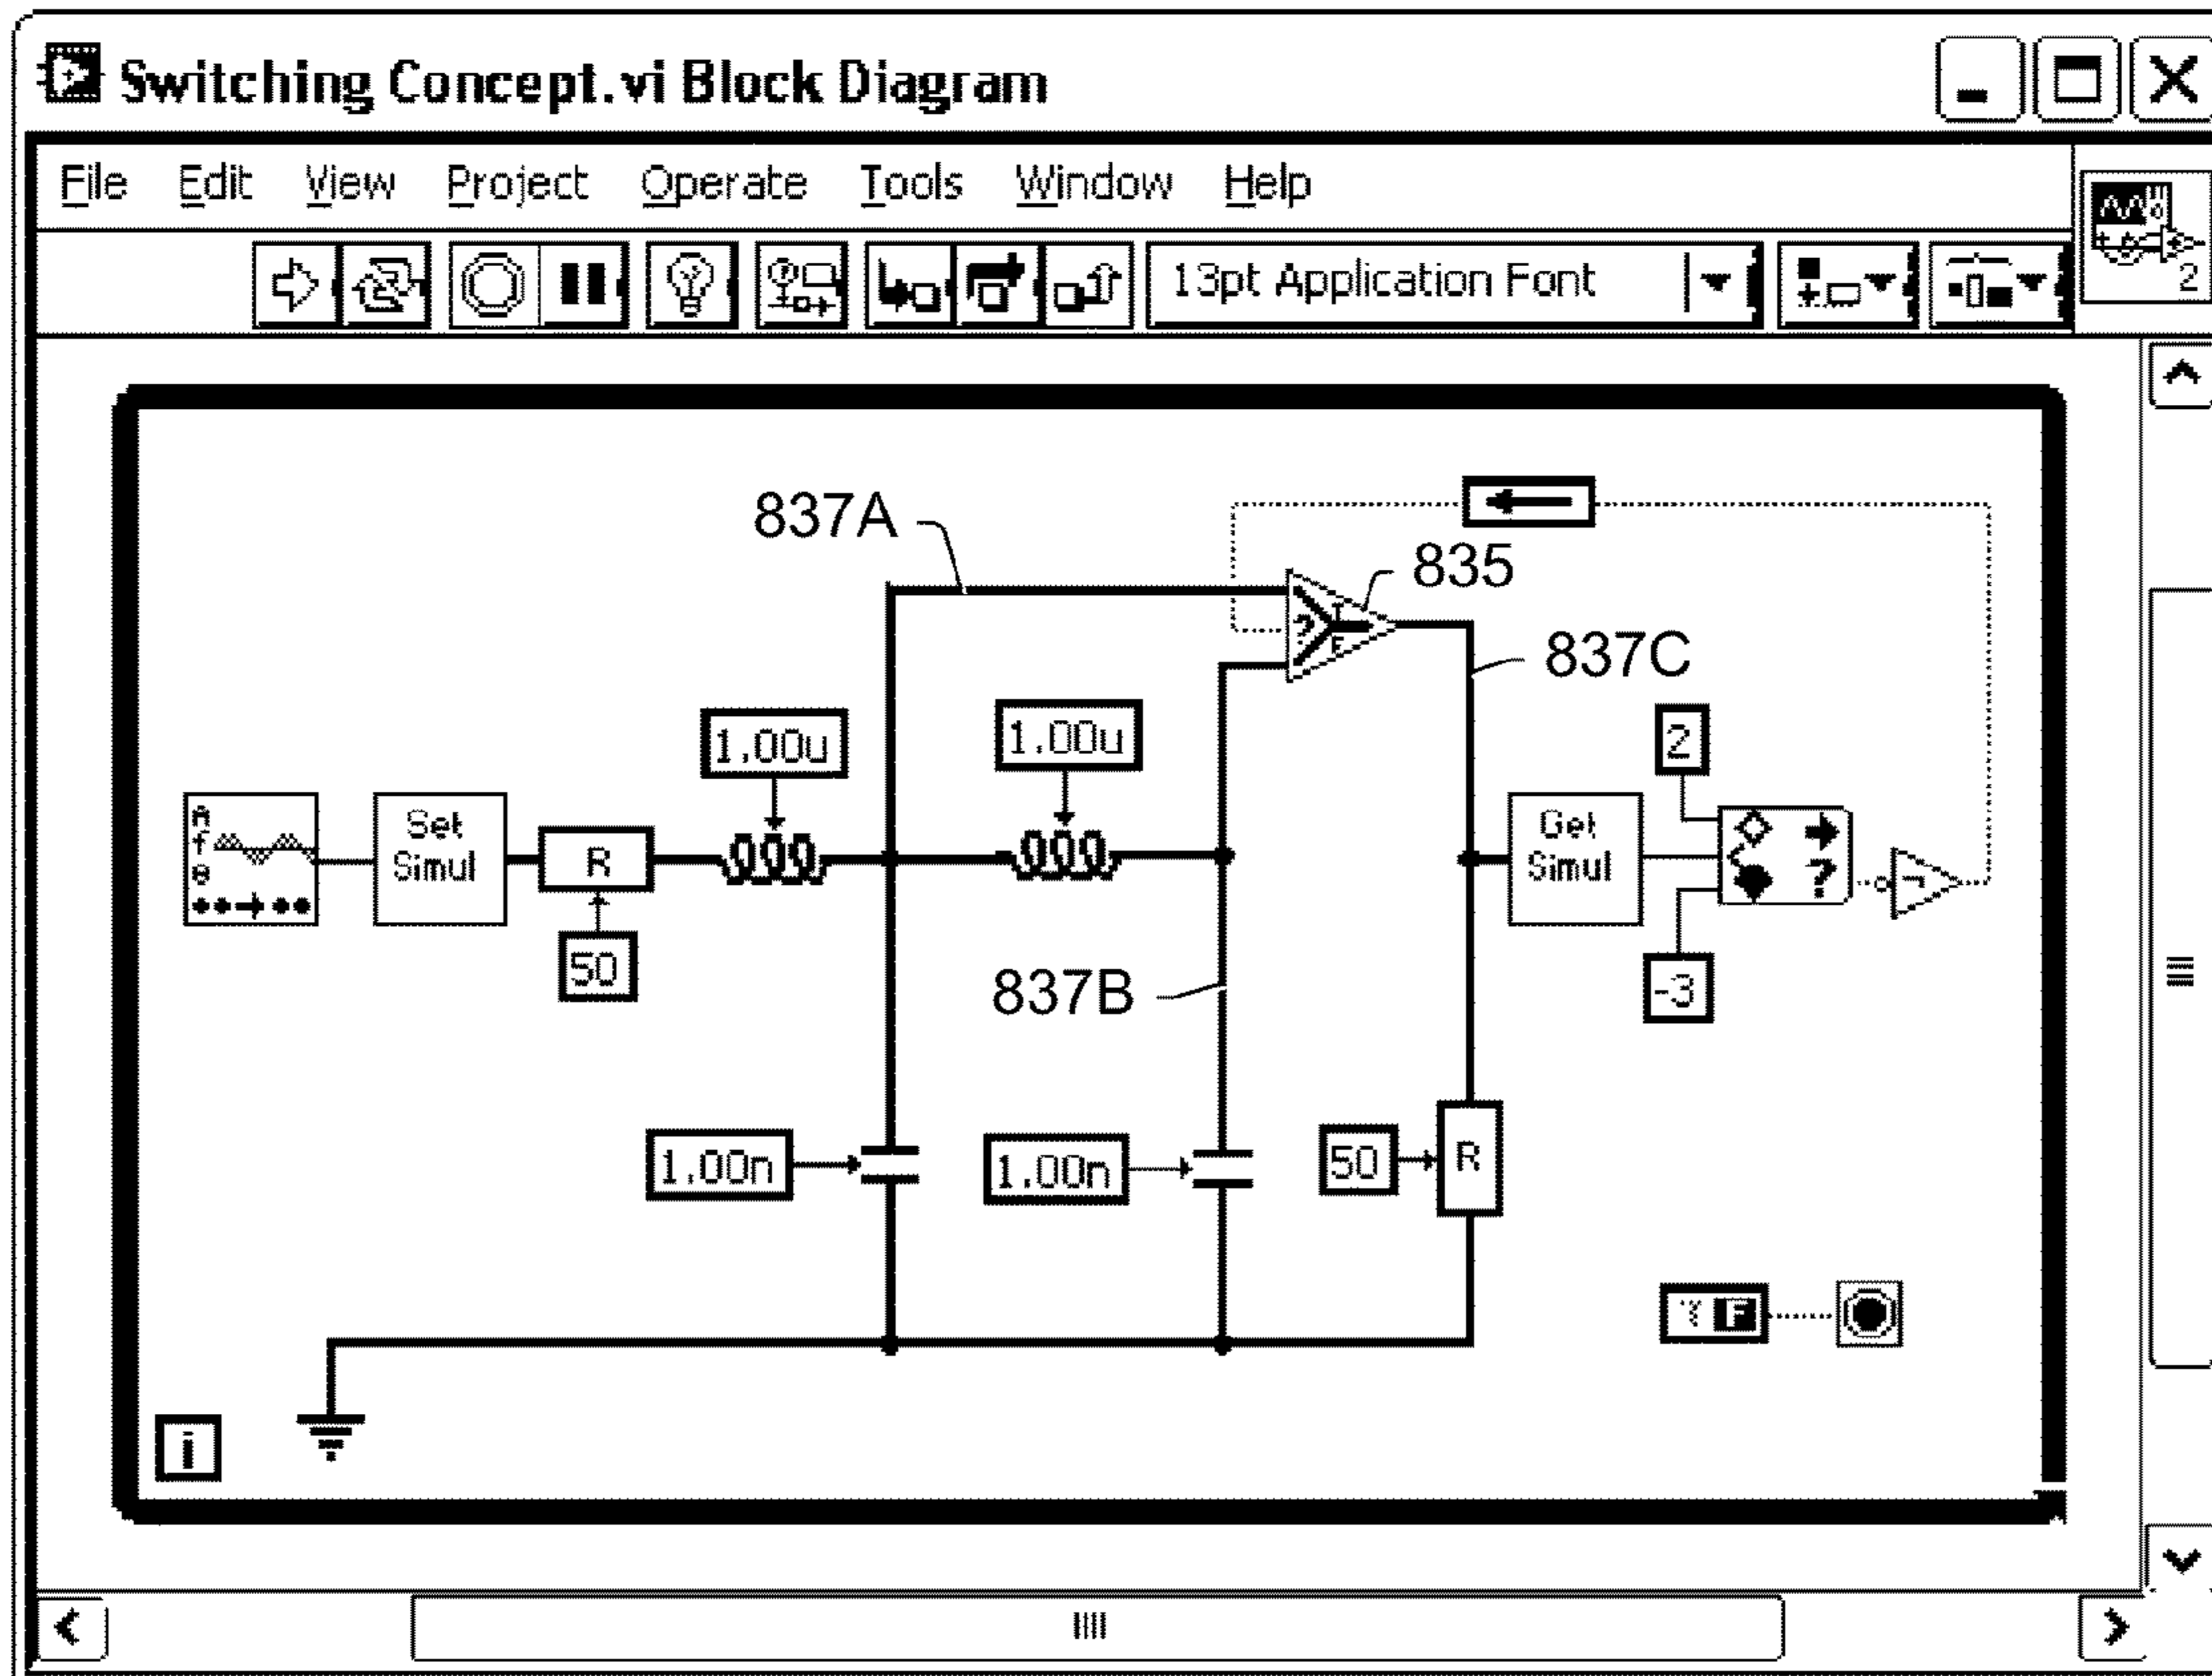 Switching Concept.vi Block Diagram
File Edit View Project Operate Tools Window Help
13pt Application Font
2
837A
835
?
T
F
837C
1.00u
1.00u
2
A
f
θ
Set
Simul
R
Get
Simul
?
50
837B
-3
1.00n
1.00n
50
R
F
i